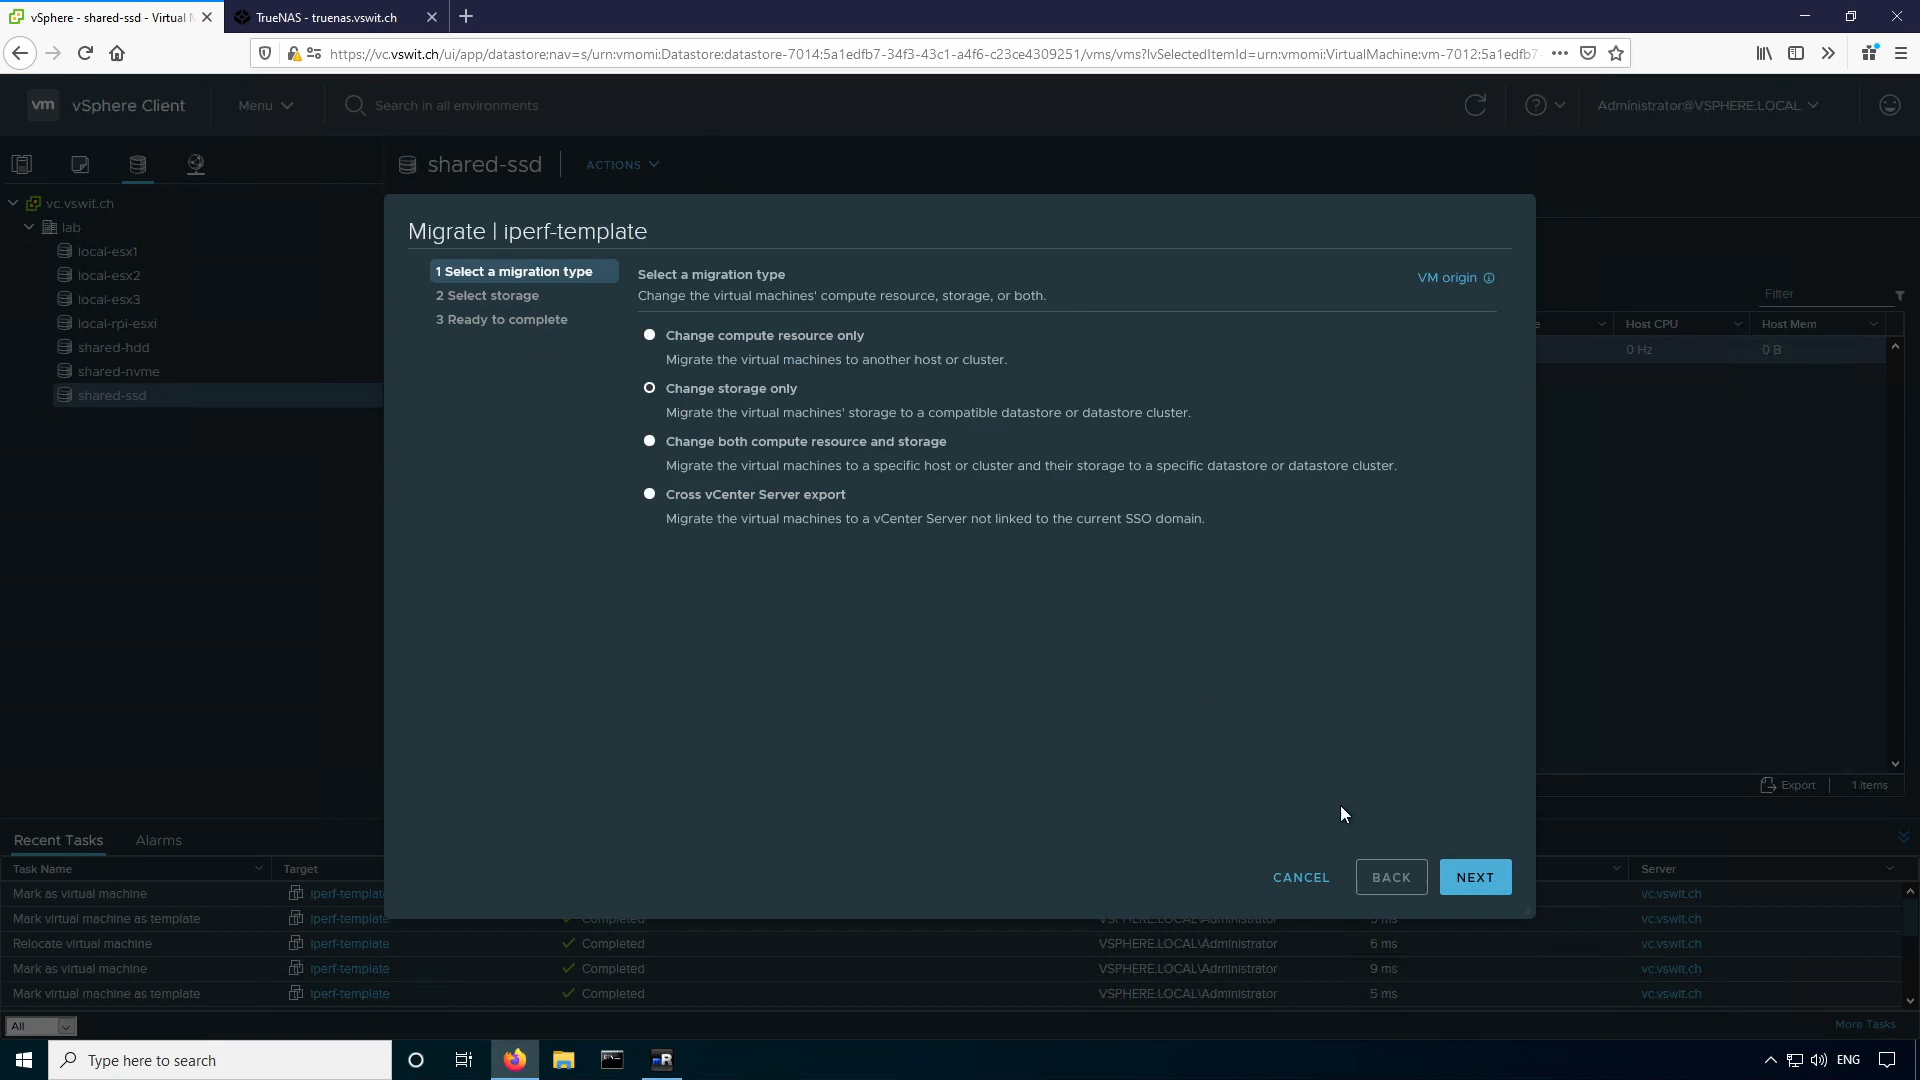 vSphere - shared-ssd - Virtual M
TrueNAS - truenas.vswit.ch
https://vc.vswit.ch/ui/app/datastore;nav=s/urn:vmomi:Datastore:datastore-7014:5a1edfb7-34f3-43c1-a4f6-c23ce4309251/vms/vms?lvSelectedItemId=urn:vmomi:VirtualMachine:vm-7012:5a1edfb7-
vm vSphere Client Menu Search in all environments Administrator@VSPHERE.LOCAL
shared-ssd ACTIONS
vc.vswit.ch
lab
local-esx1
local-esx2
local-esx3
local-rpi-esxi
shared-hdd
shared-nvme
shared-ssd
Migrate | iperf-template
1 Select a migration type
2 Select storage
3 Ready to complete
Select a migration type
VM origin
Change the virtual machines' compute resource, storage, or both.
Change compute resource only
Migrate the virtual machines to another host or cluster.
Change storage only
Migrate the virtual machines' storage to a compatible datastore or datastore cluster.
Change both compute resource and storage
Migrate the virtual machines to a specific host or cluster and their storage to a specific datastore or datastore cluster.
Cross vCenter Server export
Migrate the virtual machines to a vCenter Server not linked to the current SSO domain.
CANCEL BACK NEXT
Filter
e Host CPU Host Mem
0 Hz 0 B
Export 1 items
Recent Tasks Alarms
Task Name Target Server
Mark as virtual machine iperf-template vc.vswit.ch
Mark virtual machine as template iperf-template Completed VSPHERE.LOCAL\Administrator 5 ms vc.vswit.ch
Relocate virtual machine iperf-template Completed VSPHERE.LOCAL\Administrator 6 ms vc.vswit.ch
Mark as virtual machine iperf-template Completed VSPHERE.LOCAL\Administrator 9 ms vc.vswit.ch
Mark virtual machine as template iperf-template Completed VSPHERE.LOCAL\Administrator 5 ms vc.vswit.ch
All
More Tasks
Type here to search
ENG